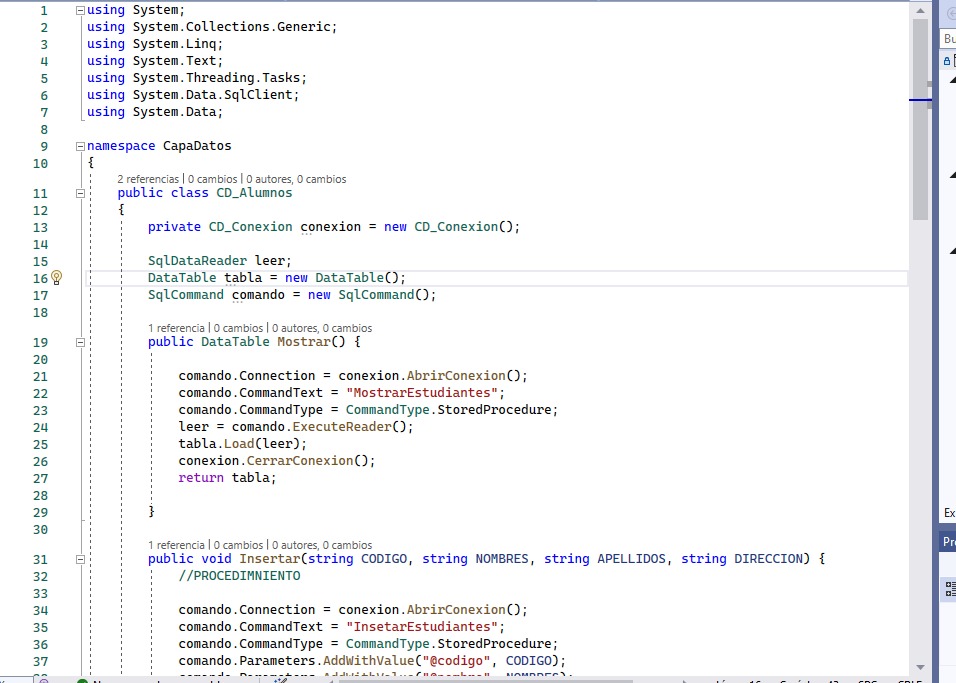 1 using System;
2 using System.Collections.Generic;
3 using System.Linq;
4 using System.Text;
5 using System.Threading.Tasks;
6 using System.Data.SqlClient;
7 using System.Data;
8
9 namespace CapaDatos
10 {
2 referencias | 0 cambios | 0 autores, 0 cambios
11 public class CD_Alumnos
12 {
13 private CD_Conexion conexion = new CD_Conexion();
14
15 SqlDataReader leer;
16 DataTable tabla = new DataTable();
17 SqlCommand comando = new SqlCommand();
18
1 referencia | 0 cambios | 0 autores, 0 cambios
19 public DataTable Mostrar() {
20
21 comando.Connection = conexion.AbrirConexion();
22 comando.CommandText = "MostrarEstudiantes";
23 comando.CommandType = CommandType.StoredProcedure;
24 leer = comando.ExecuteReader();
25 tabla.Load(leer);
26 conexion.CerrarConexion();
27 return tabla;
28
29 }
30
1 referencia | 0 cambios | 0 autores, 0 cambios
31 public void Insertar(string CODIGO, string NOMBRES, string APELLIDOS, string DIRECCION) {
32 //PROCEDIMNIENTO
33
34 comando.Connection = conexion.AbrirConexion();
35 comando.CommandText = "InsetarEstudiantes";
36 comando.CommandType = CommandType.StoredProcedure;
37 comando.Parameters.AddWithValue("@codigo", CODIGO);
Bu
Ex
Pro